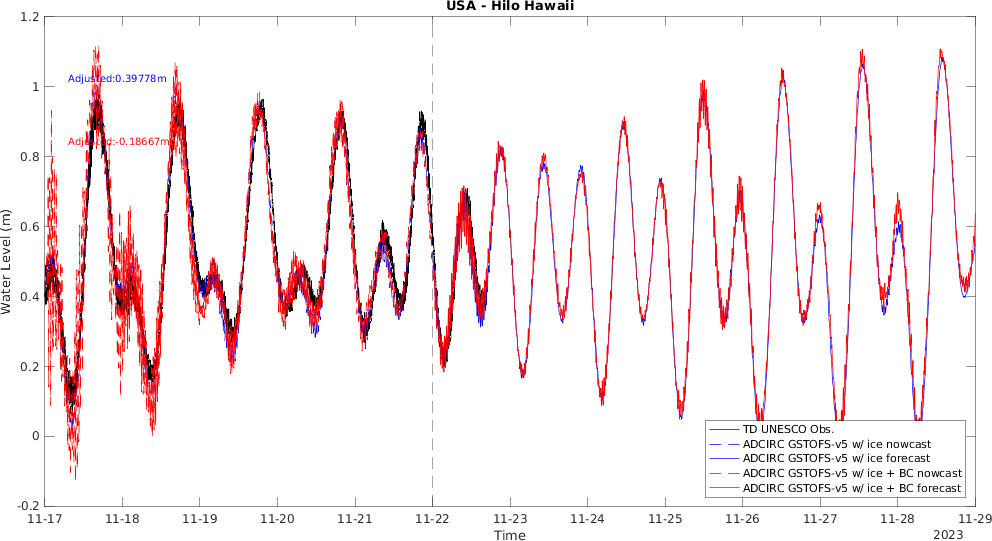 USA - Hilo Hawaii
1.2
1
0.8
0.6
0.4
0.2
0
-0.2
Water Level (m)
Adjusted:0.39778m
Adjusted:-0.18667m
TD UNESCO Obs.
ADCIRC GSTOFS-v5 w/ ice nowcast
ADCIRC GSTOFS-v5 w/ ice forecast
ADCIRC GSTOFS-v5 w/ ice + BC nowcast
ADCIRC GSTOFS-v5 w/ ice + BC forecast
11-17 11-18 11-19 11-20 11-21 11-22 11-23 11-24 11-25 11-26 11-27 11-28 11-29
Time
2023